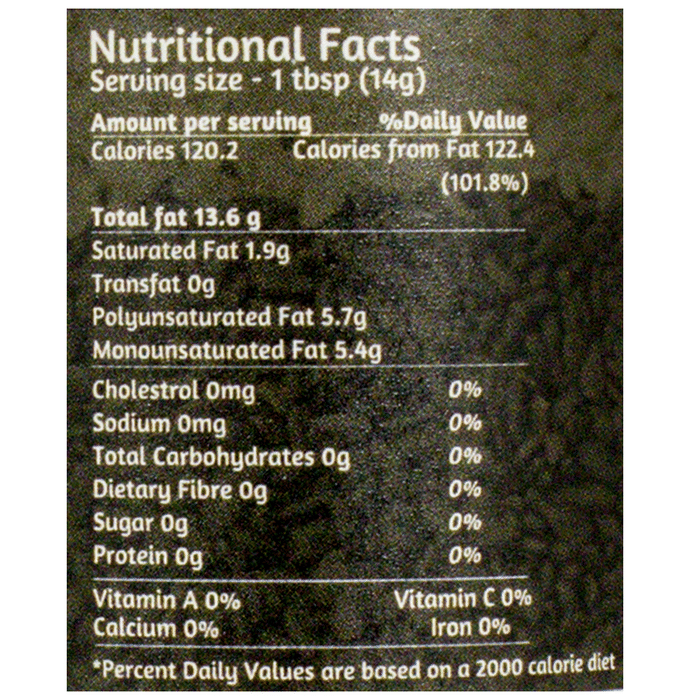 Nutritional Facts
Serving size - 1 tbsp (14g)
Amount per serving %Daily Value
Calories 120.2 Calories from Fat 122.4
(101.8%)
Total fat 13.6 g
Saturated Fat 1.9g
Transfat 0g
Polyunsaturated Fat 5.7g
Monounsaturated Fat 5.4g
Cholestrol 0mg 0%
Sodium 0mg 0%
Total Carbohydrates 0g 0%
Dietary Fibre 0g 0%
Sugar 0g 0%
Protein 0g 0%
Vitamin A 0% Vitamin C 0%
Calcium 0% Iron 0%
*Percent Daily Values are based on a 2000 calorie diet